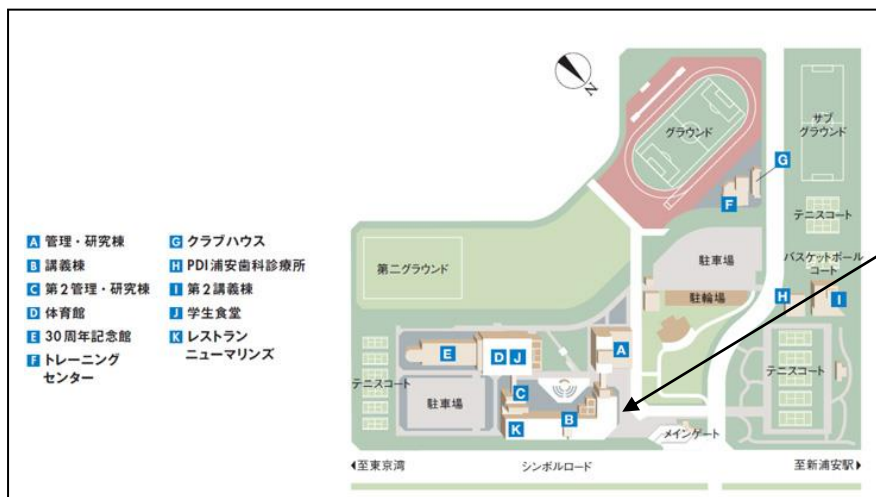 A 管理・研究棟
B 講義棟
C 第2管理・研究棟
D 体育館
E 30周年記念館
F トレーニング
センター
G クラブハウス
H PDI浦安歯科診療所
I 第2講義棟
J 学生食堂
K レストラン
ニューマリンズ
N
グラウンド
サブ
グラウンド
G
F
テニスコート
第二グラウンド
駐車場
バスケットボール
コート
駐輪場
H
I
E
D J
A
テニスコート
C
テニスコート
駐車場
B
K
メインゲート
◀至東京湾
シンボルロード
至新浦安駅▶